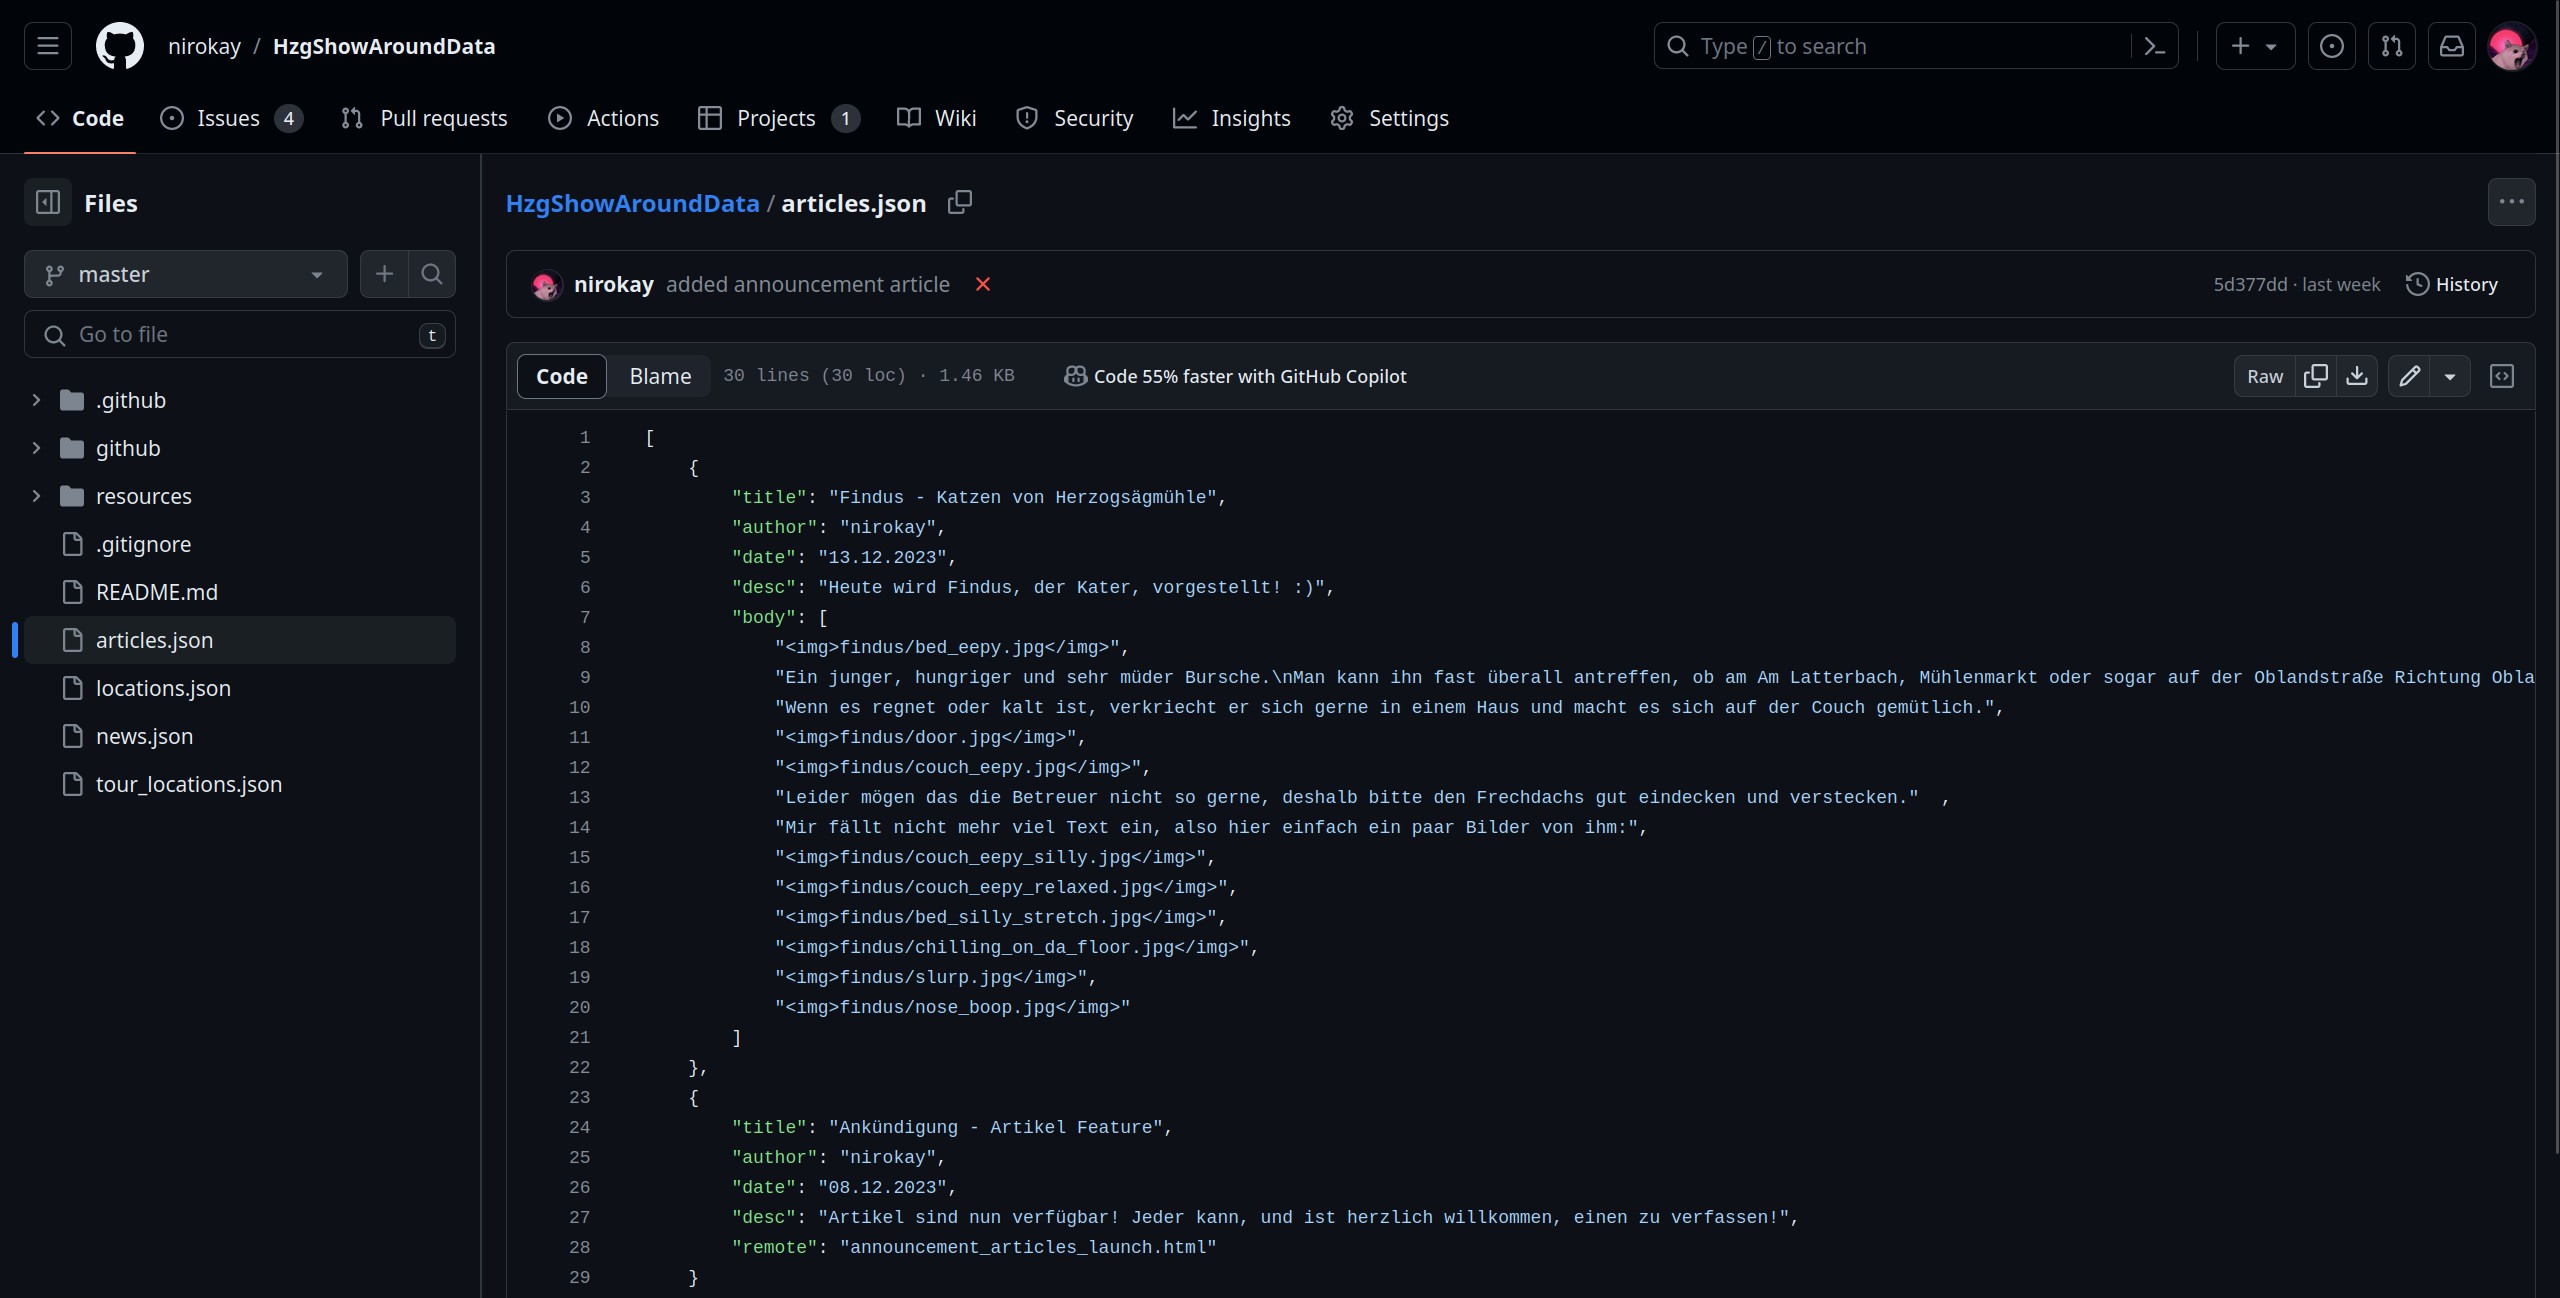 nirokay / HzgShowAroundData
Type / to search
Code
Issues 4
Pull requests
Actions
Projects 1
Wiki
Security
Insights
Settings
Files
master
Go to file
t
.github
github
resources
.gitignore
README.md
articles.json
locations.json
news.json
tour_locations.json
HzgShowAroundData / articles.json
nirokay added announcement article
5d377dd · last week
History
Code
Blame
30 lines (30 loc) · 1.46 KB
Code 55% faster with GitHub Copilot
Raw
1 [
2 {
3 "title": "Findus - Katzen von Herzogsägmühle",
4 "author": "nirokay",
5 "date": "13.12.2023",
6 "desc": "Heute wird Findus, der Kater, vorgestellt! :)",
7 "body": [
8 "<img>findus/bed_eepy.jpg</img>",
9 "Ein junger, hungriger und sehr müder Bursche.\nMan kann ihn fast überall antreffen, ob am Am Latterbach, Mühlenmarkt oder sogar auf der Oblandstraße Richtung Obla
10 "Wenn es regnet oder kalt ist, verkriecht er sich gerne in einem Haus und macht es sich auf der Couch gemütlich.",
11 "<img>findus/door.jpg</img>",
12 "<img>findus/couch_eepy.jpg</img>",
13 "Leider mögen das die Betreuer nicht so gerne, deshalb bitte den Frechdachs gut eindecken und verstecken."  ,
14 "Mir fällt nicht mehr viel Text ein, also hier einfach ein paar Bilder von ihm:",
15 "<img>findus/couch_eepy_silly.jpg</img>",
16 "<img>findus/couch_eepy_relaxed.jpg</img>",
17 "<img>findus/bed_silly_stretch.jpg</img>",
18 "<img>findus/chilling_on_da_floor.jpg</img>",
19 "<img>findus/slurp.jpg</img>",
20 "<img>findus/nose_boop.jpg</img>"
21 ]
22 },
23 {
24 "title": "Ankündigung - Artikel Feature",
25 "author": "nirokay",
26 "date": "08.12.2023",
27 "desc": "Artikel sind nun verfügbar! Jeder kann, und ist herzlich willkommen, einen zu verfassen!",
28 "remote": "announcement_articles_launch.html"
29 }